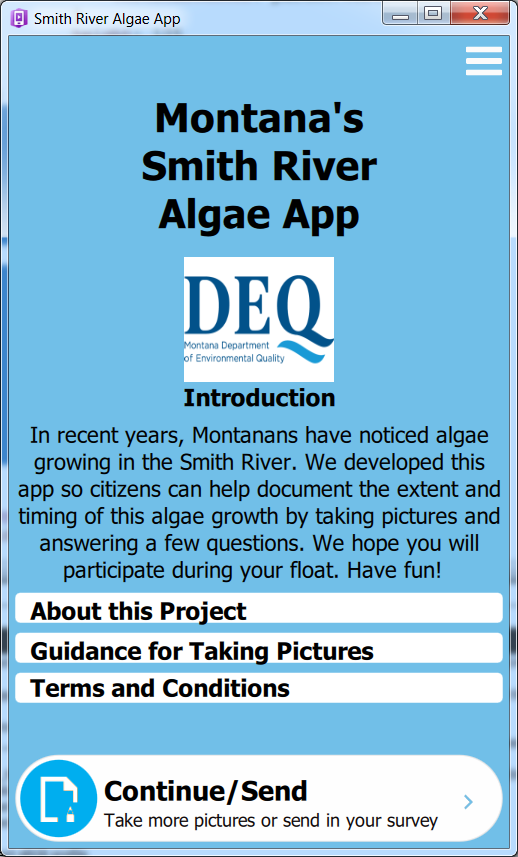 Smith River Algae App
Montana's
Smith River
Algae App
DEQ
Montana Department
of Environmental Quality
Introduction
In recent years, Montanans have noticed algae
growing in the Smith River. We developed this
app so citizens can help document the extent and
timing of this algae growth by taking pictures and
answering a few questions. We hope you will
participate during your float. Have fun!
About this Project
Guidance for Taking Pictures
Terms and Conditions
Continue/Send
Take more pictures or send in your survey